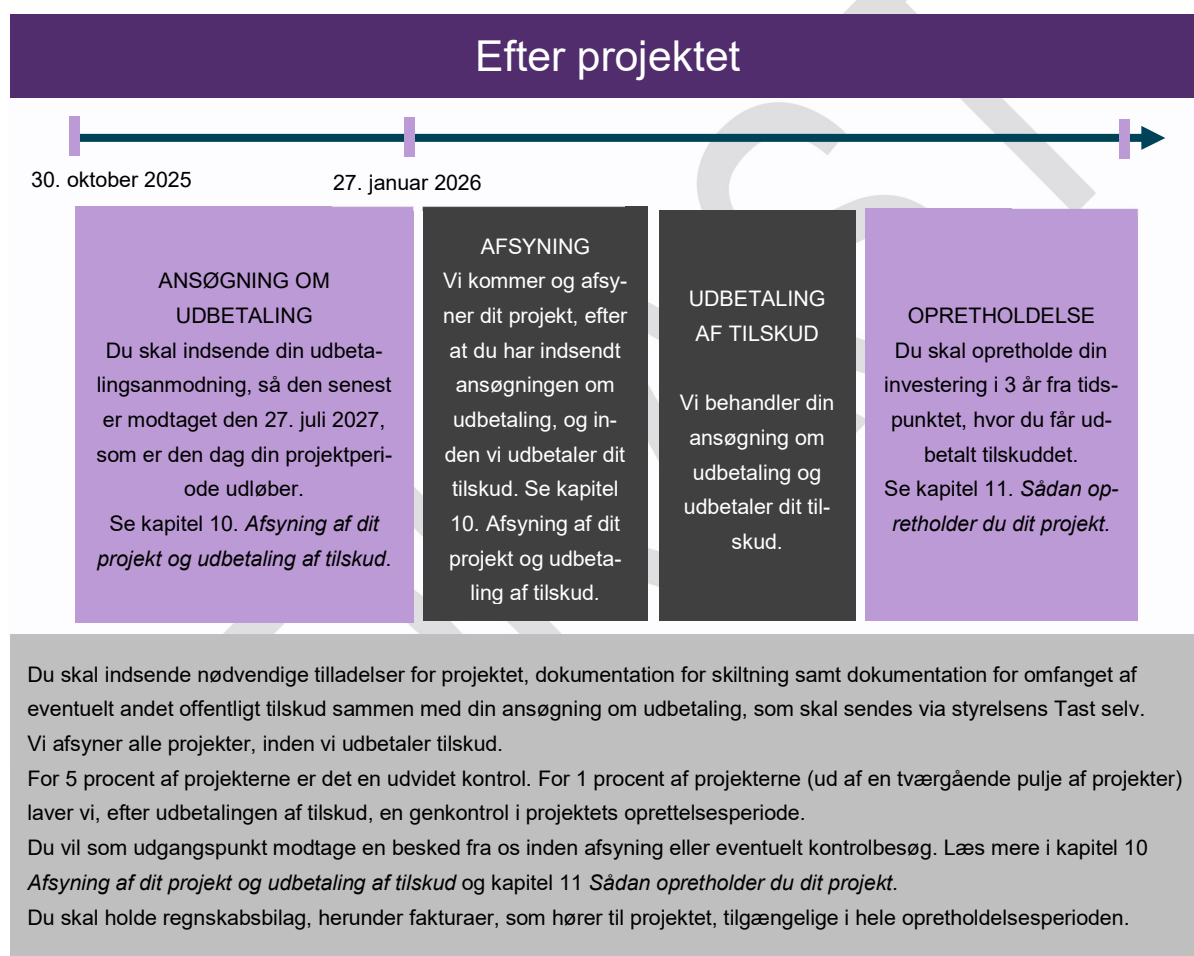 Efter projektet
30. oktober 2025
27. januar 2026
ANSØGNING OM
UDBETALING
Du skal indsende din udbeta-
lingsanmodning, så den senest
er modtaget den 27. juli 2027,
som er den dag din projektperi-
ode udløber.
Se kapitel 10. Afsyning af dit
projekt og udbetaling af tilskud.
AFSYNING
Vi kommer og afsy-
ner dit projekt, efter
at du har indsendt
ansøgningen om
udbetaling, og in-
den vi udbetaler dit
tilskud. Se kapitel
10. Afsyning af dit
projekt og udbeta-
ling af tilskud.
UDBETALING
AF TILSKUD
Vi behandler din
ansøgning om
udbetaling og
udbetaler dit til-
skud.
OPRETHOLDELSE
Du skal opretholde din
investering i 3 år fra tids-
punktet, hvor du får ud-
betalt tilskuddet.
Se kapitel 11. Sådan op-
retholder du dit projekt.
Du skal indsende nødvendige tilladelser for projektet, dokumentation for skiltning samt dokumentation for omfanget af
eventuelt andet offentligt tilskud sammen med din ansøgning om udbetaling, som skal sendes via styrelsens Tast selv.
Vi afsyner alle projekter, inden vi udbetaler tilskud.
For 5 procent af projekterne er det en udvidet kontrol. For 1 procent af projekterne (ud af en tværgående pulje af projekter)
laver vi, efter udbetalingen af tilskud, en genkontrol i projektets oprettelsesperiode.
Du vil som udgangspunkt modtage en besked fra os inden afsyning eller eventuelt kontrolbesøg. Læs mere i kapitel 10
Afsyning af dit projekt og udbetaling af tilskud og kapitel 11 Sådan opretholder du dit projekt.
Du skal holde regnskabsbilag, herunder fakturaer, som hører til projektet, tilgængelige i hele opretholdelsesperioden.